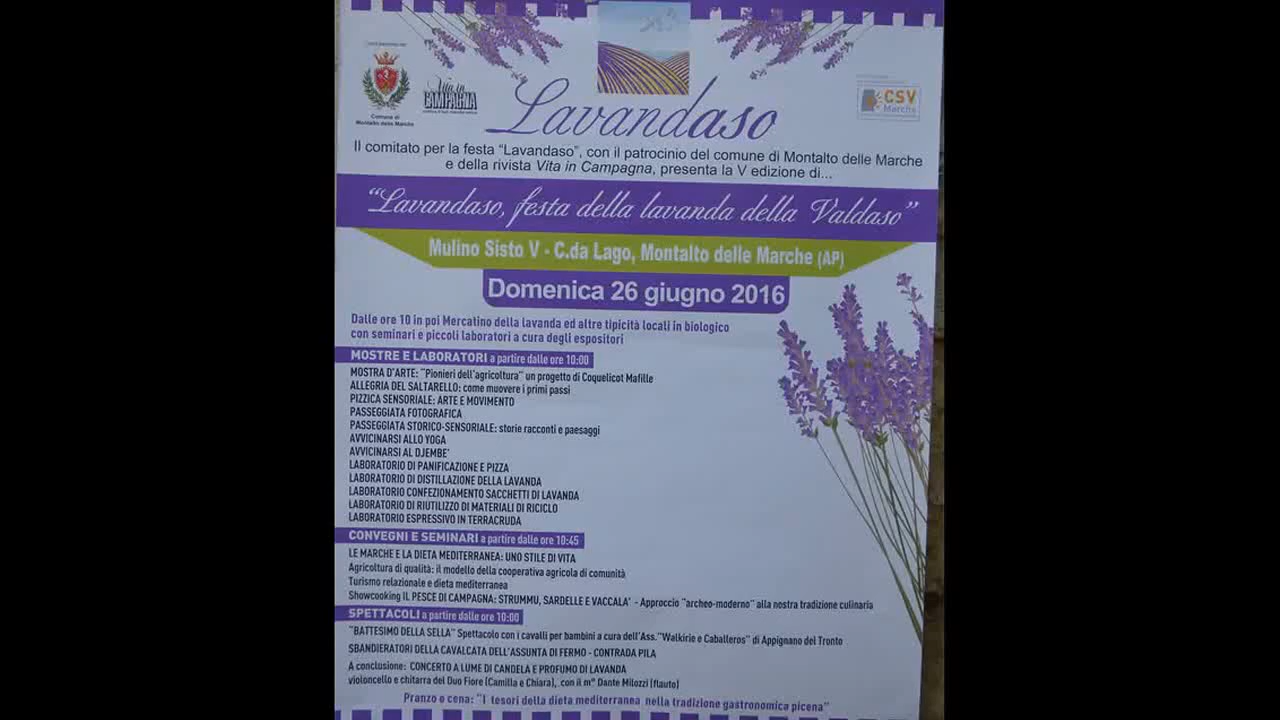 Comune di
Montalto delle Marche
Vita in
CAMPAGNA
CSV
Marche
Lavandaso
Il comitato per la festa “Lavandaso”, con il patrocinio del comune di Montalto delle Marche
e della rivista Vita in Campagna, presenta la V edizione di...
“Lavandaso, festa della lavanda della Valdaso”
Mulino Sisto V - C.da Lago, Montalto delle Marche (AP)
Domenica 26 giugno 2016
Dalle ore 10 in poi Mercatino della lavanda ed altre tipicità locali in biologico
con seminari e piccoli laboratori a cura degli espositori
MOSTRE E LABORATORI a partire dalle ore 10:00
MOSTRA D'ARTE: "Pionieri dell'agricoltura" un progetto di Coquelicot Mafille
ALLEGRIA DEL SALTARELLO: come muovere i primi passi
PIZZICA SENSORIALE: ARTE E MOVIMENTO
PASSEGGIATA FOTOGRAFICA
PASSEGGIATA STORICO-SENSORIALE: storie racconti e paesaggi
AVVICINARSI ALLO YOGA
AVVICINARSI AL DJEMBE'
LABORATORIO DI PANIFICAZIONE E PIZZA
LABORATORIO DI DISTILLAZIONE DELLA LAVANDA
LABORATORIO CONFEZIONAMENTO SACCHETTI DI LAVANDA
LABORATORIO DI RIUTILIZZO DI MATERIALI DI RICICLO
LABORATORIO ESPRESSIVO IN TERRACRUDA
CONVEGNI E SEMINARI a partire dalle ore 10:45
LE MARCHE E LA DIETA MEDITERRANEA: UNO STILE DI VITA
Agricoltura di qualità: il modello della cooperativa agricola di comunità
Turismo relazionale e dieta mediterranea
Showcooking IL PESCE DI CAMPAGNA: STRUMMU, SARDELLE E VACCALA' - Approccio "archeo-moderno" alla nostra tradizione culinaria
SPETTACOLI a partire dalle ore 10:00
"BATTESIMO DELLA SELLA" Spettacolo con i cavalli per bambini a cura dell'Ass."Walkirie e Caballeros" di Appignano del Tronto
SBANDIERATORI DELLA CAVALCATA DELL'ASSUNTA DI FERMO - CONTRADA PILA
A conclusione: CONCERTO A LUME DI CANDELA E PROFUMO DI LAVANDA
violoncello e chitarra del Duo Fiore (Camilla e Chiara), con il m° Dante Milozzi (flauto)
Pranzo e cena: "I tesori della dieta mediterranea nella tradizione gastronomica picena"